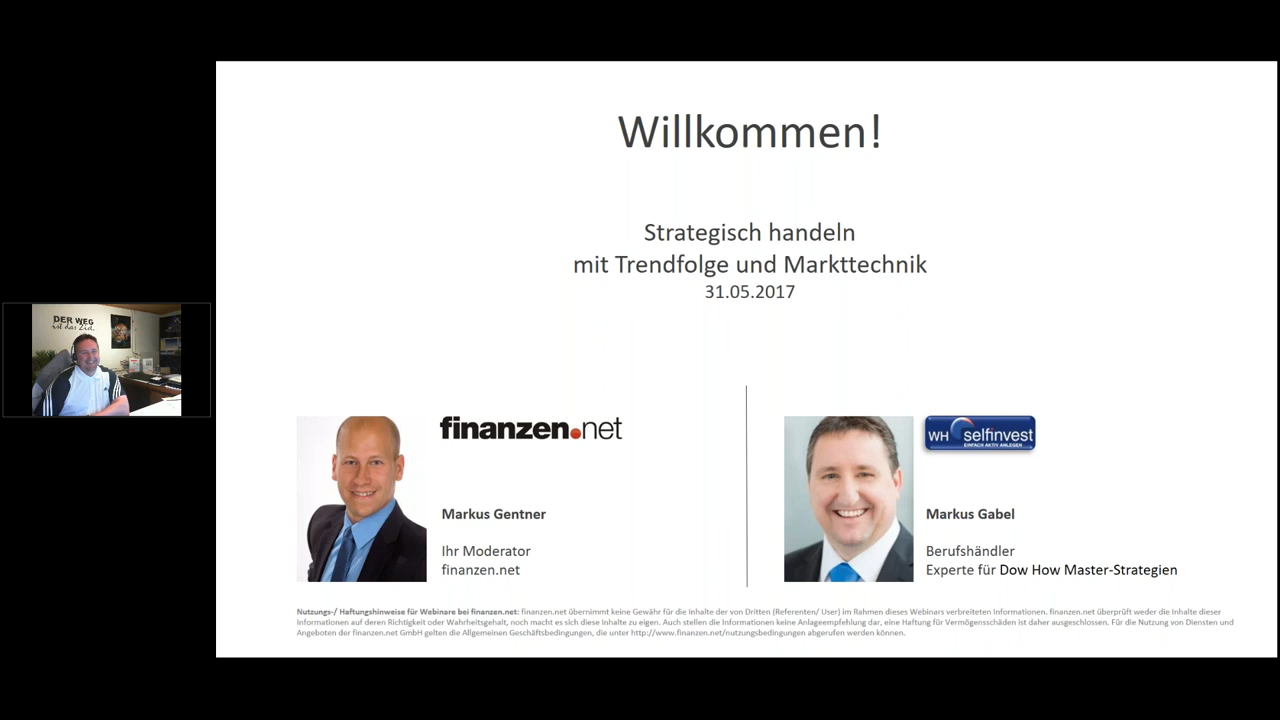 Willkommen!
Strategisch handeln
mit Trendfolge und Markttechnik
31.05.2017
DER WEG
ist das Ziel.
finanzen.net
Markus Gentner
Ihr Moderator
finanzen.net
WH selfinvest
EINFACH AKTIV ANLEGEN
Markus Gabel
Berufshändler
Experte für Dow How Master-Strategien
Nutzungs-/ Haftungshinweise für Webinare bei finanzen.net: finanzen.net übernimmt keine Gewähr für die Inhalte der von Dritten (Referenten/ User) im Rahmen dieses Webinars verbreiteten Informationen. finanzen.net überprüft weder die Inhalte dieser
Informationen auf deren Richtigkeit oder Wahrheitsgehalt, noch macht es sich diese Inhalte zu eigen. Auch stellen die Informationen keine Anlageempfehlung dar, eine Haftung für Vermögensschäden ist daher ausgeschlossen. Für die Nutzung von Diensten und
Angeboten der finanzen.net GmbH gelten die Allgemeinen Geschäftsbedingungen, die unter http://www.finanzen.net/nutzungsbedingungen abgerufen werden können.